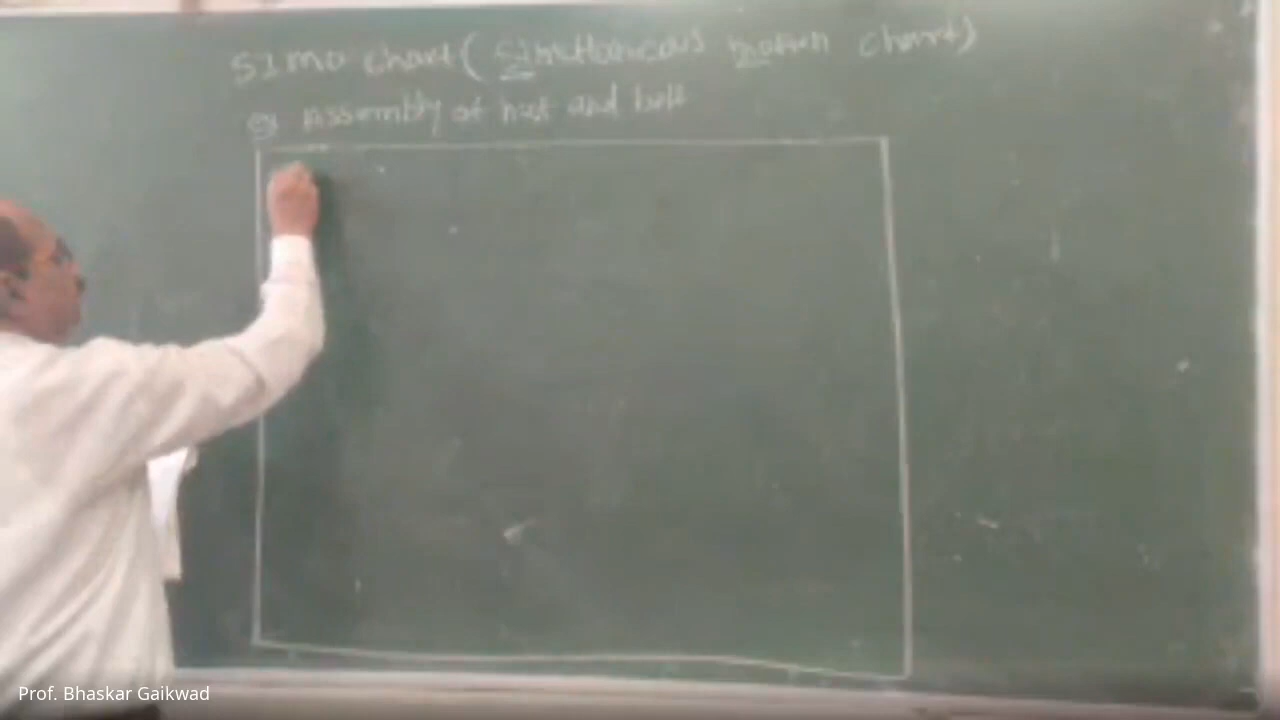 SIMO chart ( Simultaneous motion chart)
eg Assembly of nut and bolt
Prof. Bhaskar Gaikwad